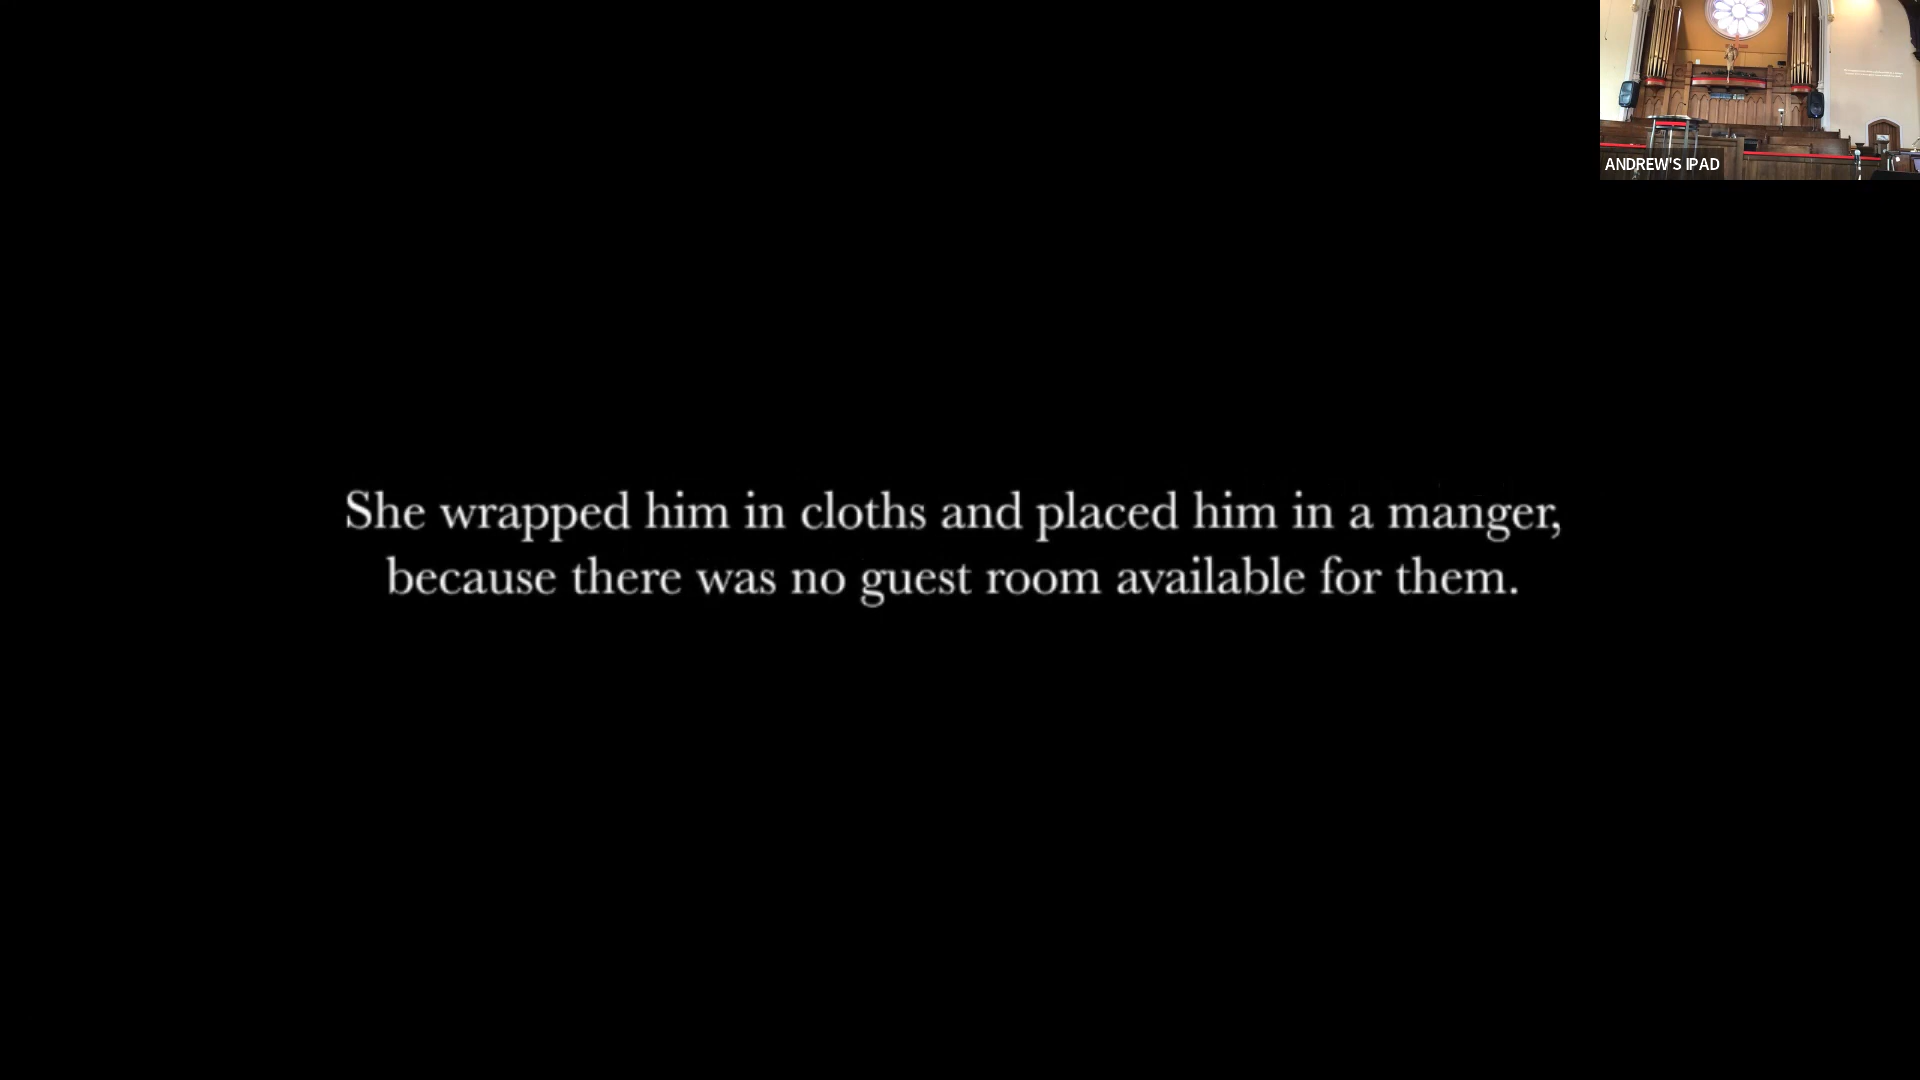 ANDREW'S IPAD
She wrapped him in cloths and placed him in a manger,
because there was no guest room available for them.